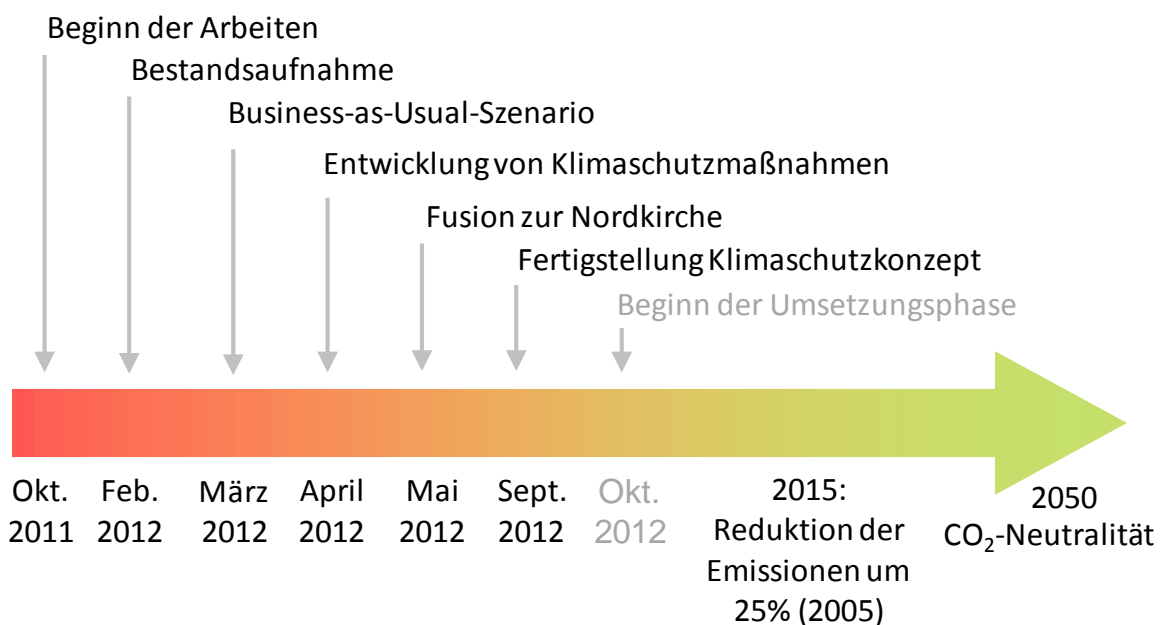 Beginn der Arbeiten
Bestandsaufnahme
Business-as-Usual-Szenario
Entwicklung von Klimaschutzmaßnahmen
Fusion zur Nordkirche
Fertigstellung Klimaschutzkonzept
Beginn der Umsetzungsphase
Okt.
2011
Feb.
2012
März
2012
April
2012
Mai
2012
Sept.
2012
Okt.
2012
2015:
Reduktion der
Emissionen um
25% (2005)
2050
CO₂-Neutralität